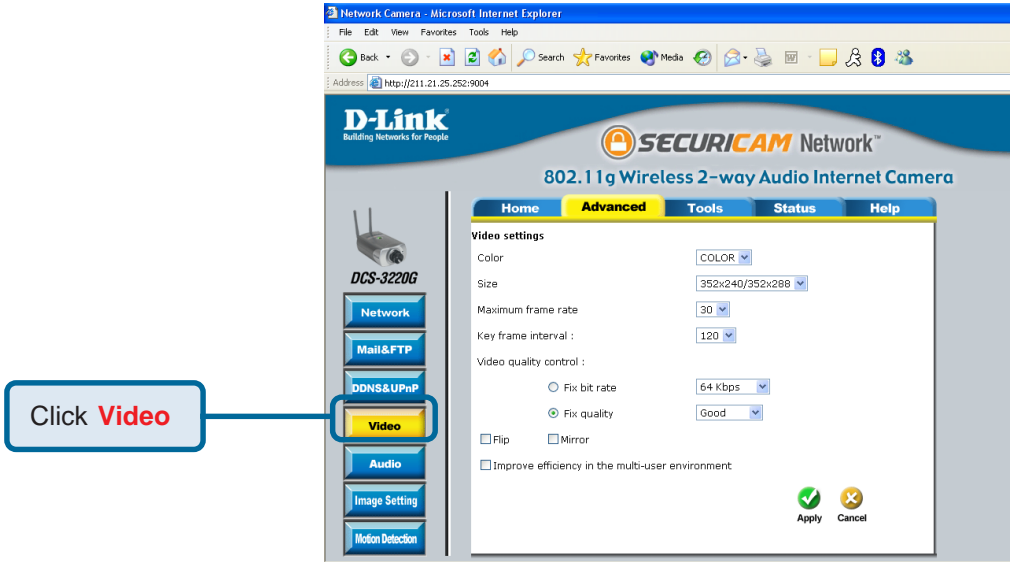 Network Camera - Microsoft Internet Explorer
File Edit View Favorites Tools Help
Back Search Favorites Media
Address http://211.21.25.252:9004
D-Link
Building Networks for People
SECURICAM Network™
802.11g Wireless 2-way Audio Internet Camera
Home Advanced Tools Status Help
DCS-3220G
Network
Mail&FTP
DDNS&UPnP
Video
Audio
Image Setting
Motion Detection
Click Video
Video settings
Color COLOR
Size 352x240/352x288
Maximum frame rate 30
Key frame interval : 120
Video quality control :
Fix bit rate 64 Kbps
Fix quality Good
Flip Mirror
Improve efficiency in the multi-user environment
Apply Cancel